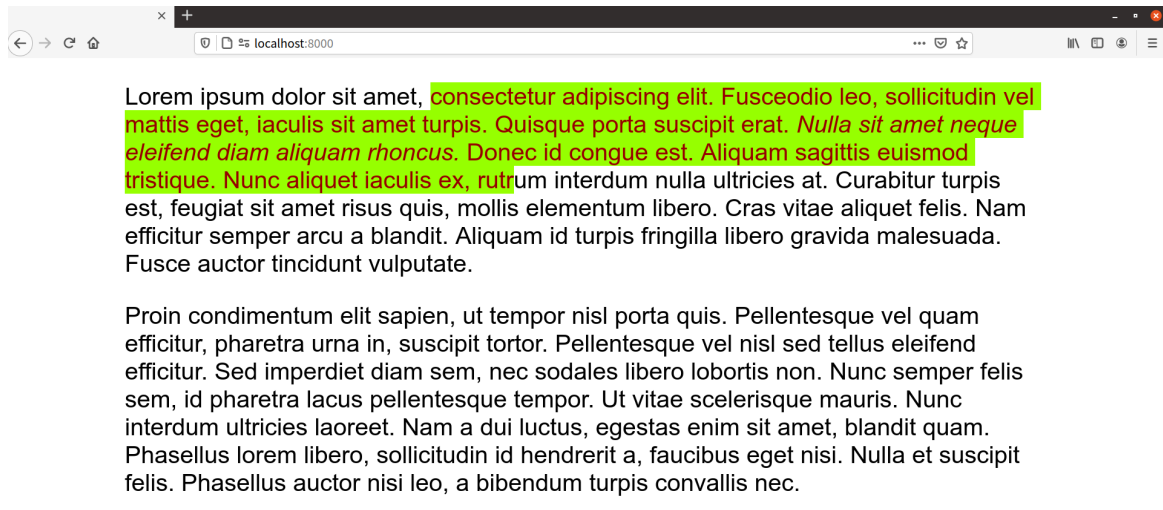 localhost:8000
Lorem ipsum dolor sit amet, consectetur adipiscing elit. Fusceodio leo, sollicitudin vel
mattis eget, iaculis sit amet turpis. Quisque porta suscipit erat. Nulla sit amet neque
eleifend diam aliquam rhoncus. Donec id congue est. Aliquam sagittis euismod
tristique. Nunc aliquet iaculis ex, rutrum interdum nulla ultricies at. Curabitur turpis
est, feugiat sit amet risus quis, mollis elementum libero. Cras vitae aliquet felis. Nam
efficitur semper arcu a blandit. Aliquam id turpis fringilla libero gravida malesuada.
Fusce auctor tincidunt vulputate.
Proin condimentum elit sapien, ut tempor nisl porta quis. Pellentesque vel quam
efficitur, pharetra urna in, suscipit tortor. Pellentesque vel nisl sed tellus eleifend
efficitur. Sed imperdiet diam sem, nec sodales libero lobortis non. Nunc semper felis
sem, id pharetra lacus pellentesque tempor. Ut vitae scelerisque mauris. Nunc
interdum ultricies laoreet. Nam a dui luctus, egestas enim sit amet, blandit quam.
Phasellus lorem libero, sollicitudin id hendrerit a, faucibus eget nisi. Nulla et suscipit
felis. Phasellus auctor nisi leo, a bibendum turpis convallis nec.